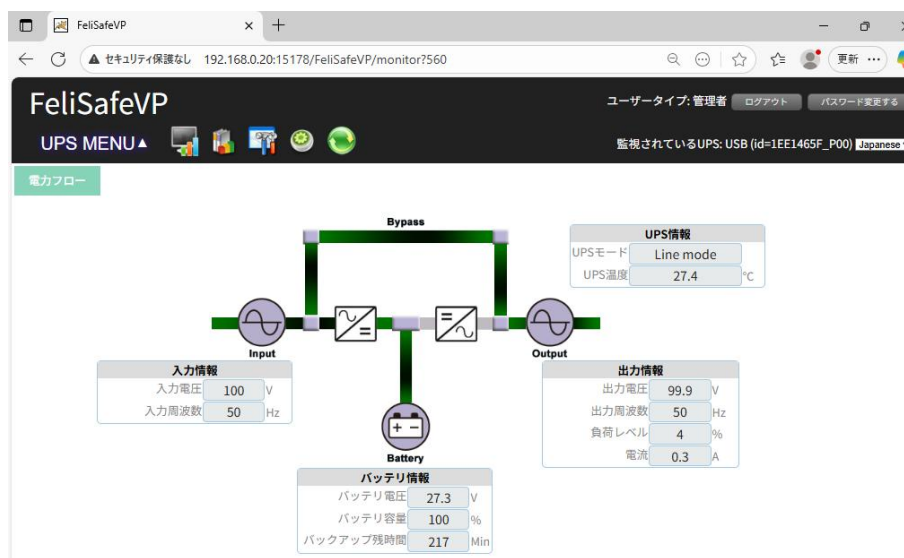 FeliSafeVP
セキュリティ保護なし 192.168.0.20:15178/FeliSafeVP/monitor?560
更新
FeliSafeVP
ユーザータイプ: 管理者 ログアウト パスワード変更する
UPS MENU▲
監視されているUPS: USB (id=1EE1465F_P00) Japanese
電力フロー
Bypass
UPS情報
UPSモード Line mode
UPS温度 27.4 °C
Input
Output
入力情報
入力電圧 100 V
入力周波数 50 Hz
出力情報
出力電圧 99.9 V
出力周波数 50 Hz
負荷レベル 4 %
電流 0.3 A
Battery
バッテリ情報
バッテリ電圧 27.3 V
バッテリ容量 100 %
バックアップ残時間 217 Min